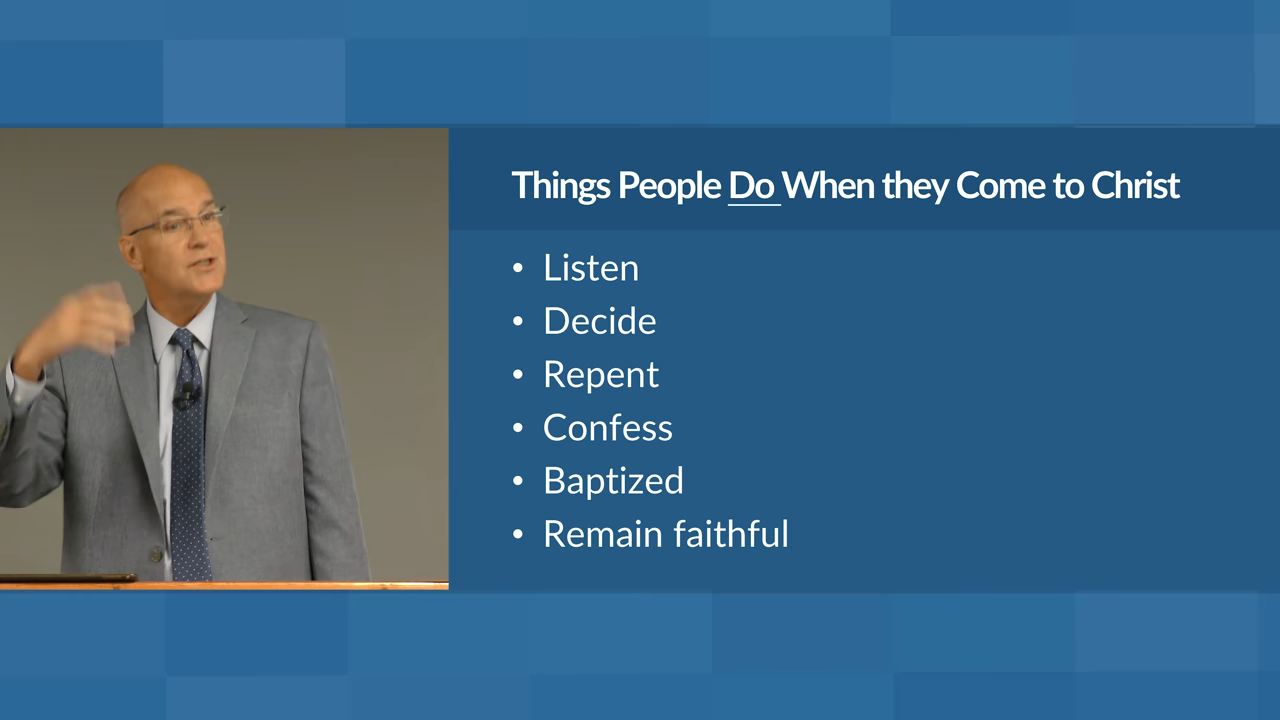 Things People Do When they Come to Christ
• Listen
• Decide
• Repent
• Confess
• Baptized
• Remain faithful